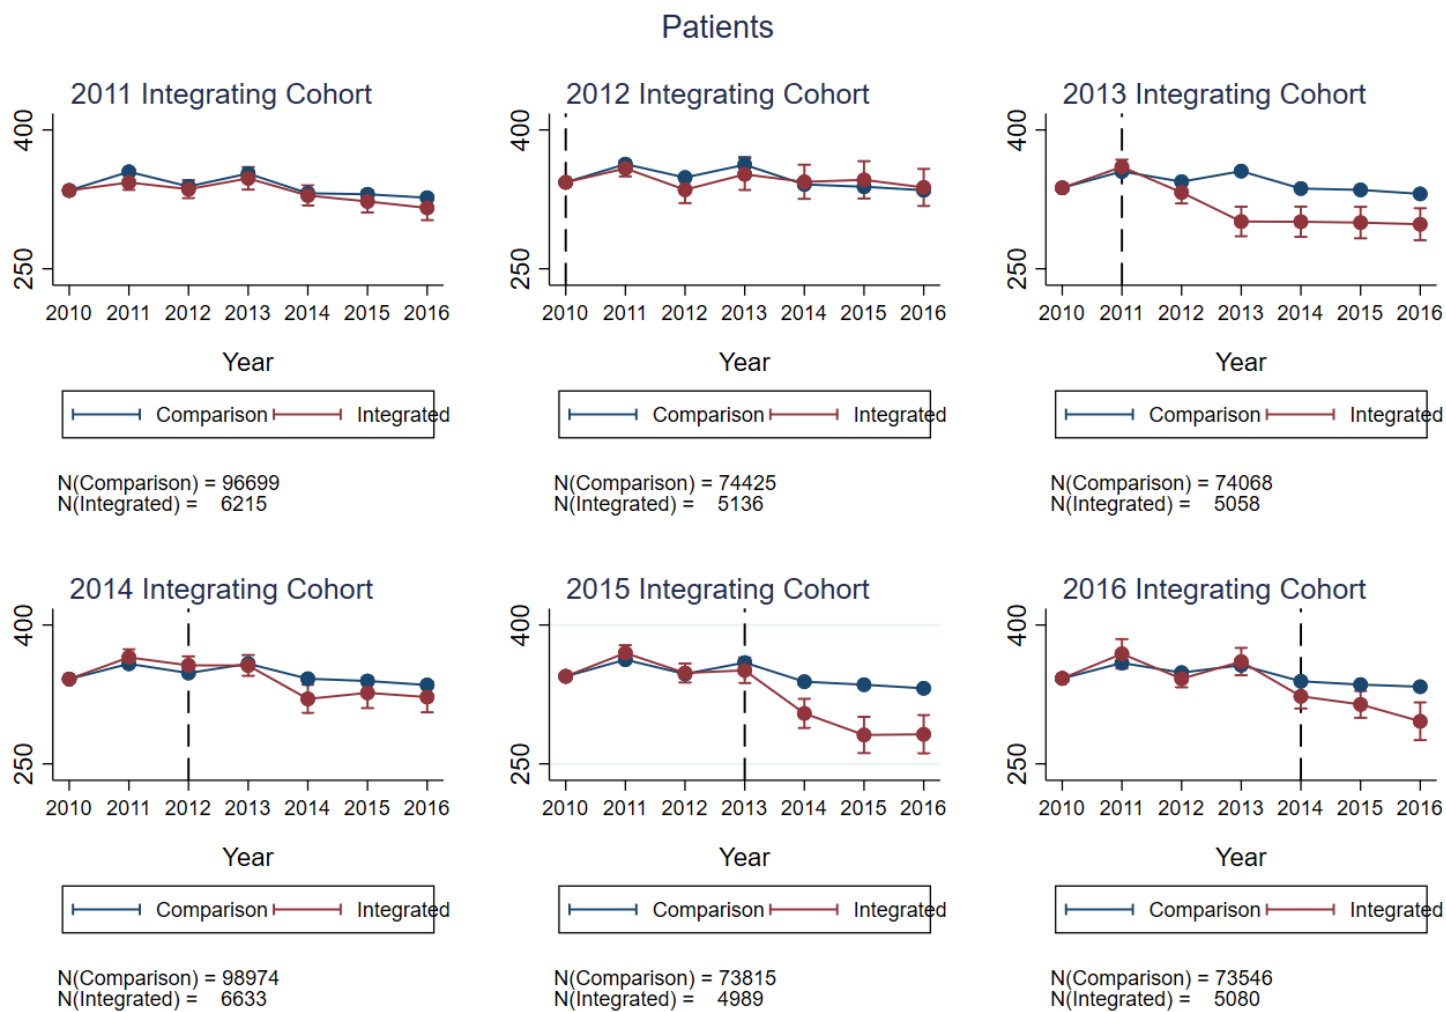 Patients
2011 Integrating Cohort
400
250
2010 2011 2012 2013 2014 2015 2016
Year
Comparison Integrated
N(Comparison) = 96699
N(Integrated) = 6215
2012 Integrating Cohort
400
250
2010 2011 2012 2013 2014 2015 2016
Year
Comparison Integrated
N(Comparison) = 74425
N(Integrated) = 5136
2013 Integrating Cohort
400
250
2010 2011 2012 2013 2014 2015 2016
Year
Comparison Integrated
N(Comparison) = 74068
N(Integrated) = 5058
2014 Integrating Cohort
400
250
2010 2011 2012 2013 2014 2015 2016
Year
Comparison Integrated
N(Comparison) = 98974
N(Integrated) = 6633
2015 Integrating Cohort
400
250
2010 2011 2012 2013 2014 2015 2016
Year
Comparison Integrated
N(Comparison) = 73815
N(Integrated) = 4989
2016 Integrating Cohort
400
250
2010 2011 2012 2013 2014 2015 2016
Year
Comparison Integrated
N(Comparison) = 73546
N(Integrated) = 5080